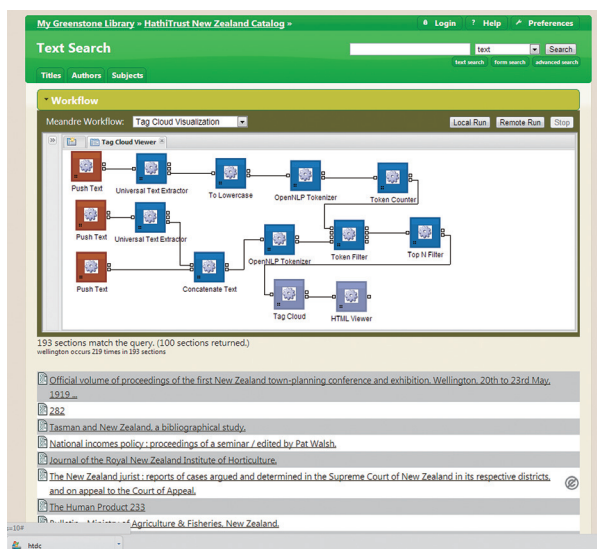 My Greenstone Library » HathiTrust New Zealand Catalog »
Login ? Help Preferences
Text Search
text Search
text search form search advanced search
Titles Authors Subjects
Workflow
Meandre Workflow: Tag Cloud Visualization Local Run Remote Run Stop
Tag Cloud Viewer
Push Text Universal Text Extractor To Lowercase OpenNLP Tokenizer Token Counter
Push Text Universal Text Extractor OpenNLP Tokenizer Token Filter Top N Filter
Push Text Concatenate Text
Tag Cloud HTML Viewer
193 sections match the query. (100 sections returned.)
wellington occurs 219 times in 193 sections
Official volume of proceedings of the first New Zealand town-planning conference and exhibition. Wellington. 20th to 23rd May,
1919 ...
282
Tasman and New Zealand, a bibliographical study.
National incomes policy : proceedings of a seminar / edited by Pat Walsh.
Journal of the Royal New Zealand Institute of Horticulture.
The New Zealand jurist : reports of cases argued and determined in the Supreme Court of New Zealand in its respective districts,
and on appeal to the Court of Appeal.
The Human Product 233
Bulletin - Ministry of Agriculture & Fisheries, New Zealand.
=10#
htdc